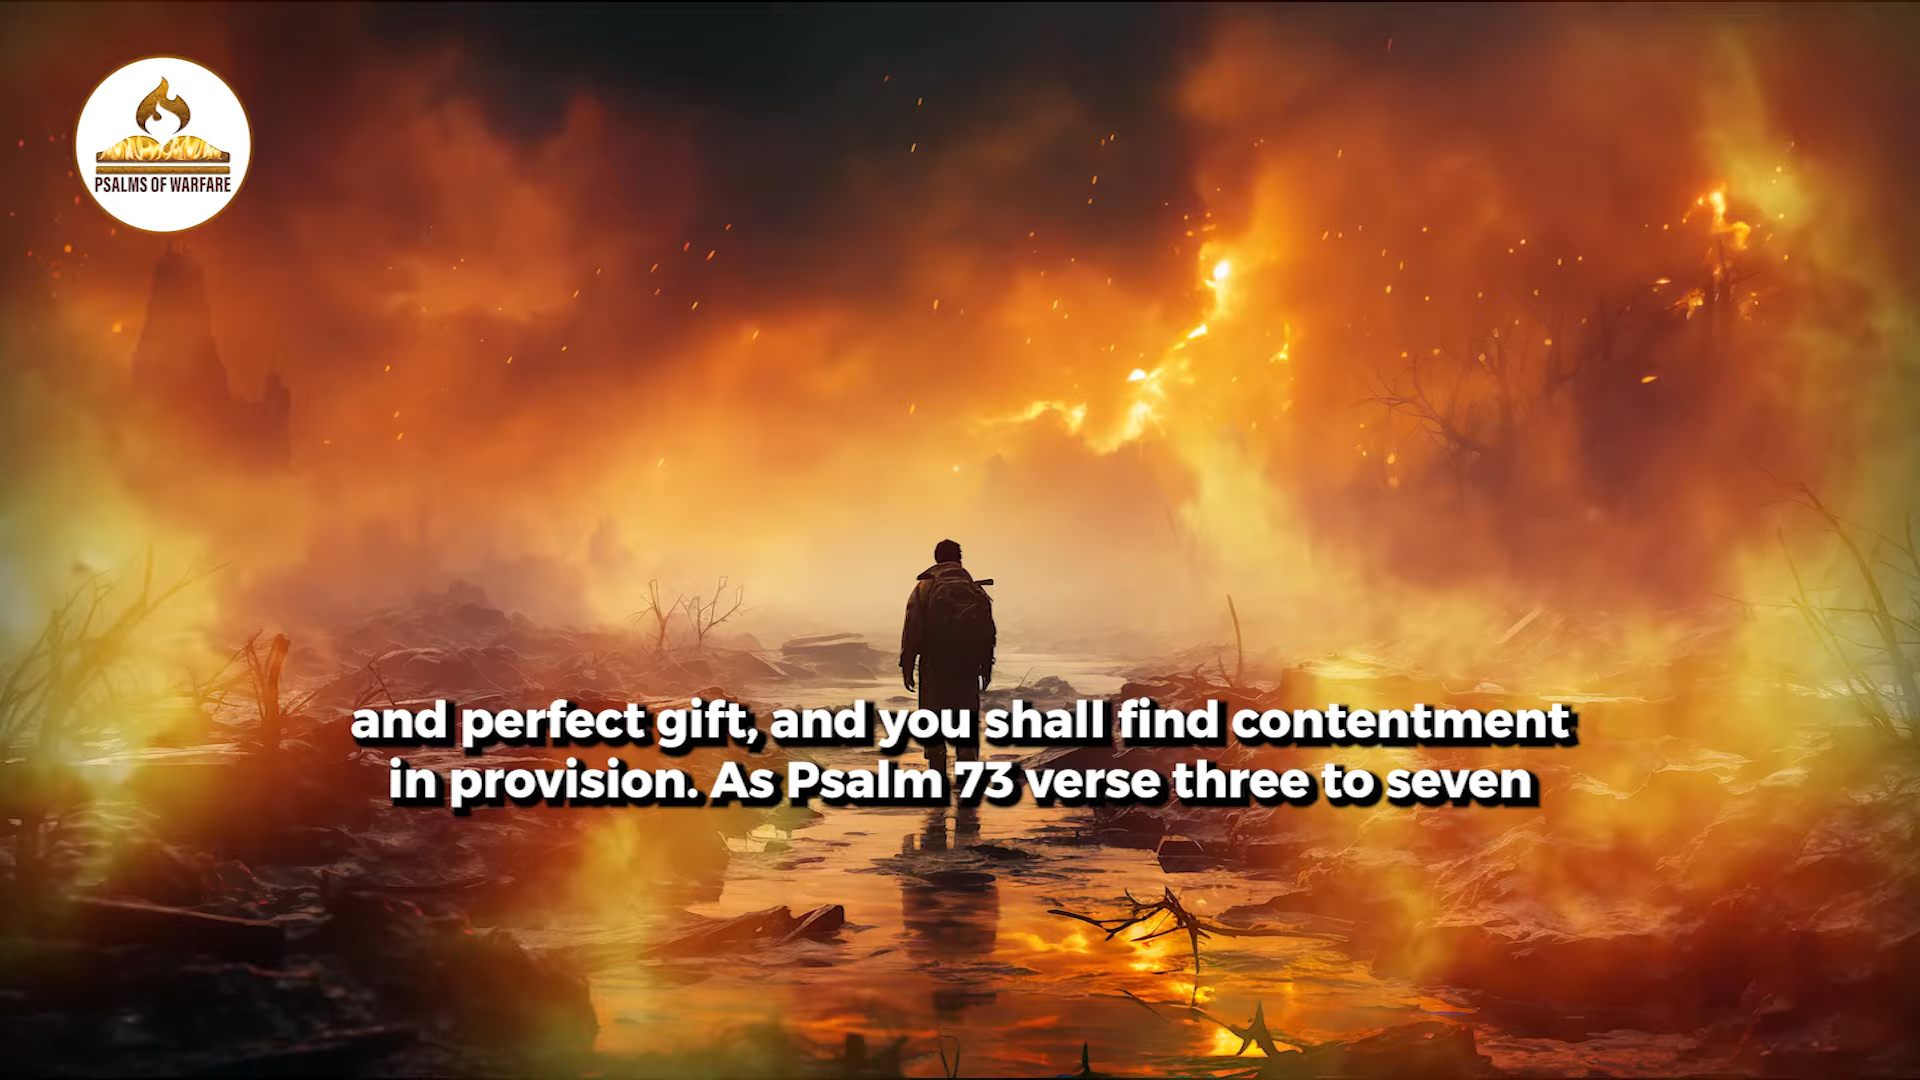 PSALMS OF WARFARE
and perfect gift, and you shall find contentment
in provision. As Psalm 73 verse three to seven